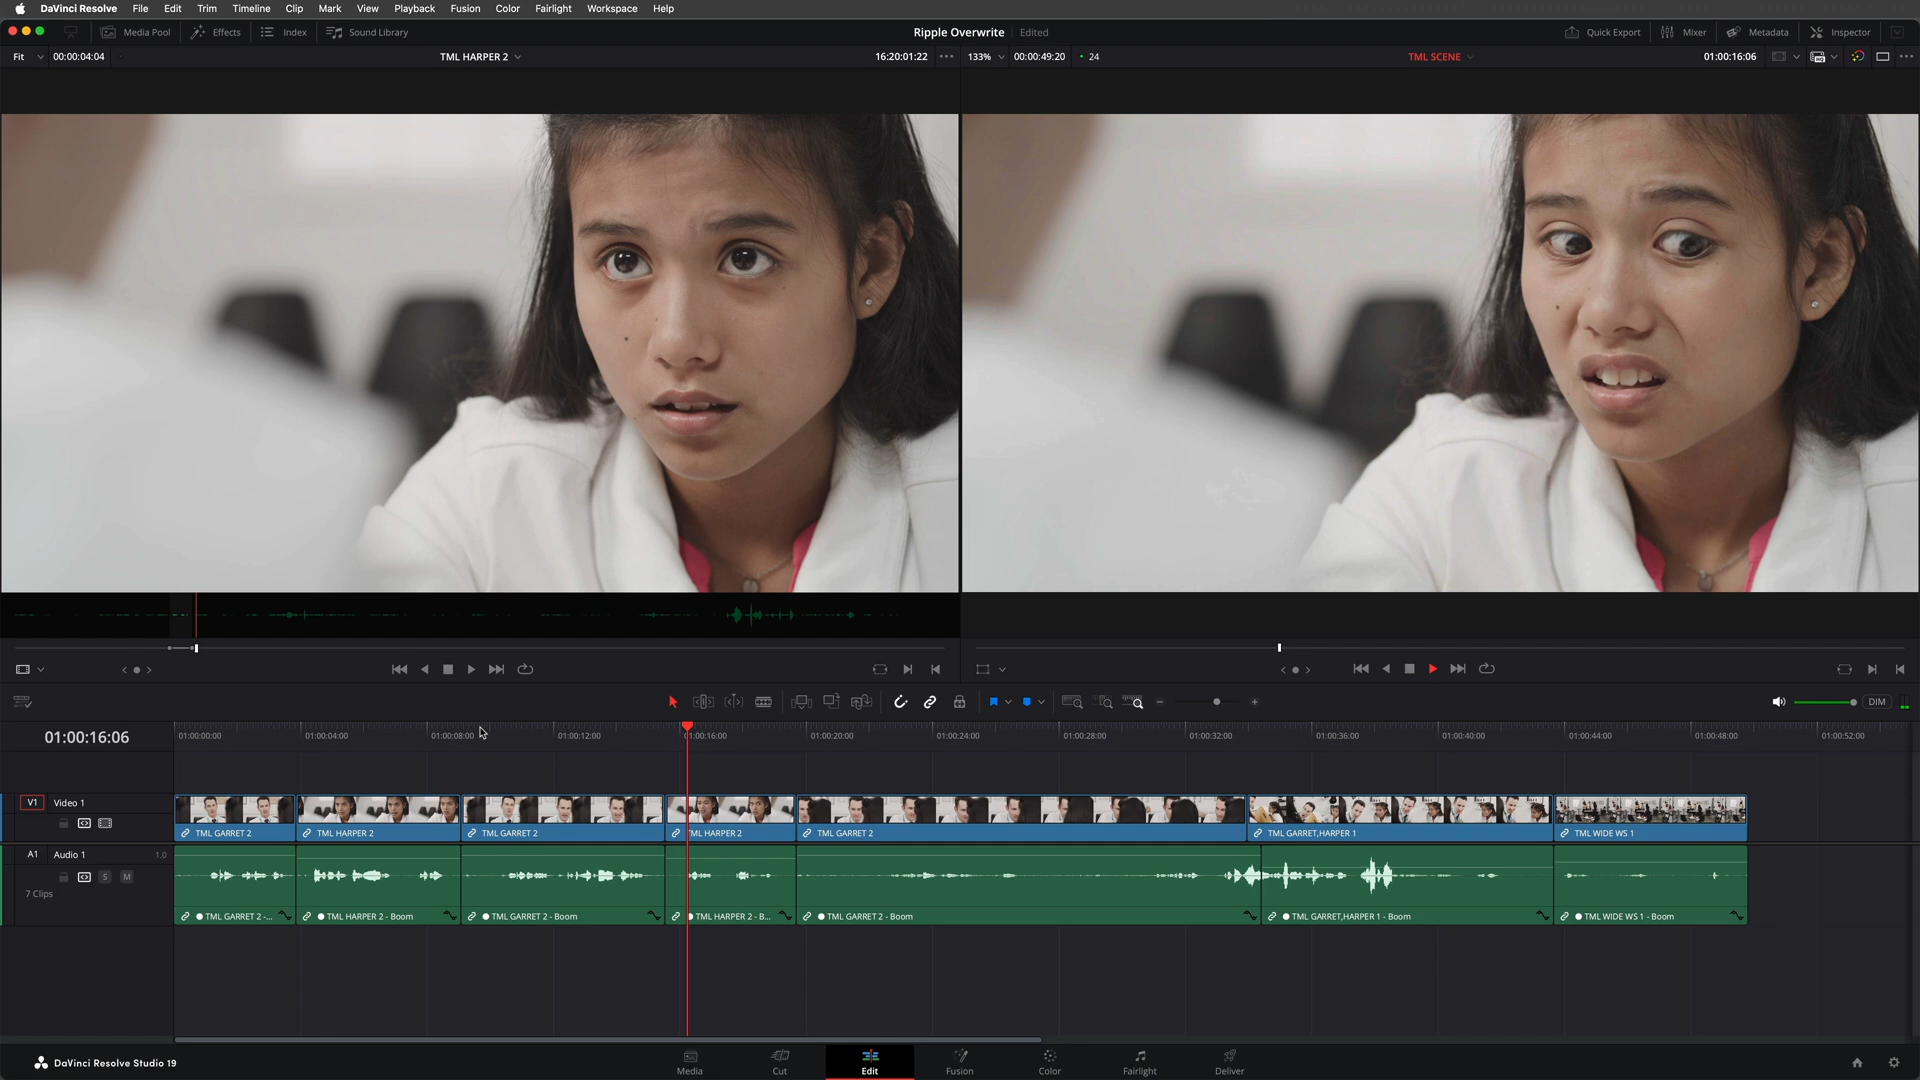 DaVinci Resolve File Edit Trim Timeline Clip Mark View Playback Fusion Color Fairlight Workspace Help
Media Pool Effects Index Sound Library Ripple Overwrite Edited Quick Export Mixer Metadata Inspector
Fit 00:00:04:04 TML HARPER 2 16:20:01:22 133% 00:00:49:20 24 TML SCENE 01:00:16:06
DIM
01:00:16:06
01:00:00:00 01:00:04:00 01:00:08:00 01:00:12:00 01:00:16:00 01:00:20:00 01:00:24:00 01:00:28:00 01:00:32:00 01:00:36:00 01:00:40:00 01:00:44:00 01:00:48:00 01:00:52:00
V1 Video 1
TML GARRET 2 TML HARPER 2 TML GARRET 2 TML HARPER 2 TML GARRET 2 TML GARRET,HARPER 1 TML WIDE WS 1
A1 Audio 1 1.0
S M
7 Clips
TML GARRET 2 -... TML HARPER 2 - Boom TML GARRET 2 - Boom TML HARPER 2 - B... TML GARRET 2 - Boom TML GARRET,HARPER 1 - Boom TML WIDE WS 1 - Boom
DaVinci Resolve Studio 19
Media Cut Edit Fusion Color Fairlight Deliver